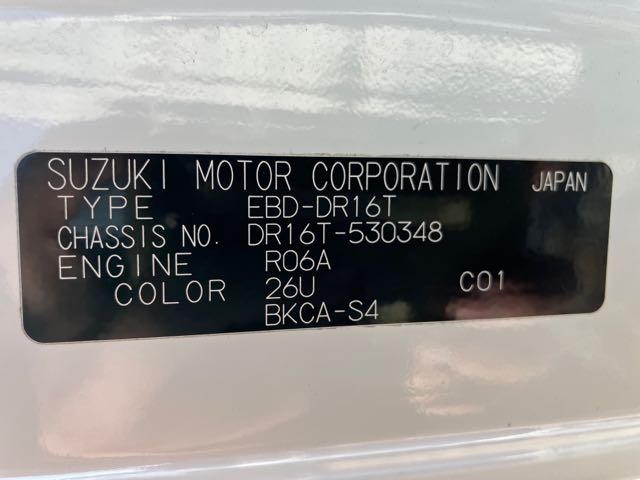 SUZUKI MOTOR CORPORATION JAPAN
TYPE EBD-DR16T
CHASSIS NO. DR16T-530348
ENGINE R06A
COLOR 26U C01
BKCA-S4